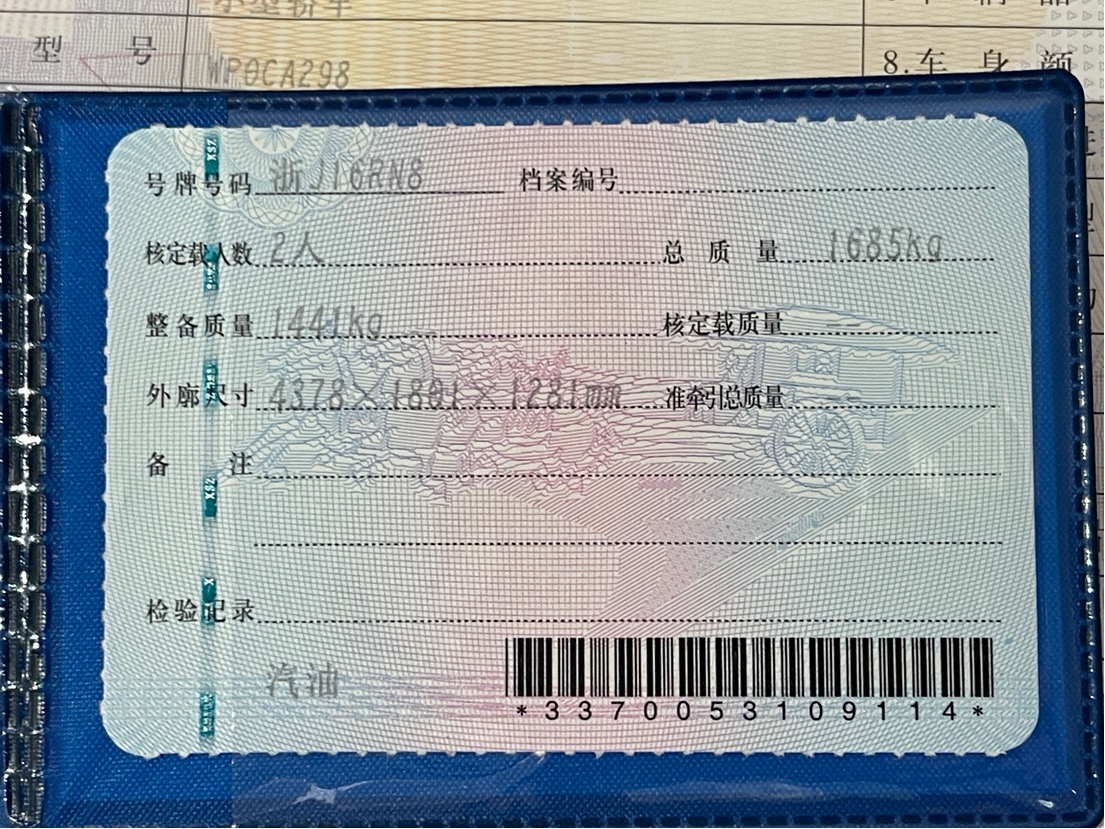 型 号
WP0CA298
8.车 身 颜
号牌号码 浙J16RN8 档案编号
核定载人数 2人 总 质 量 1685kg
整备质量 1441kg 核定载质量 --
外廓尺寸 4378×1801×1281mm 准牵引总质量 --
备 注
检验记录
汽油
*3370053109114*